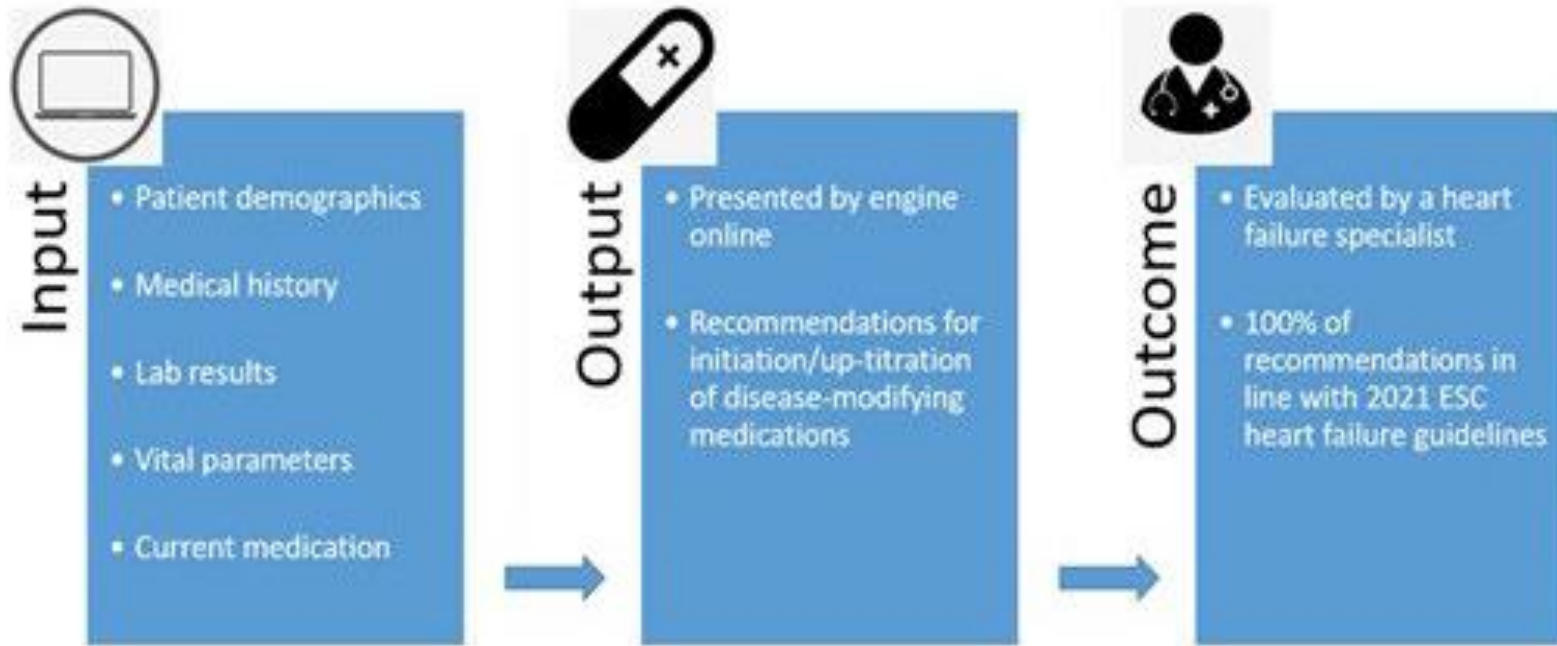 Input
• Patient demographics
• Medical history
• Lab results
• Vital parameters
• Current medication
Output
• Presented by engine
online
• Recommendations for
initiation/up-titration
of disease-modifying
medications
Outcome
• Evaluated by a heart
failure specialist
• 100% of
recommendations in
line with 2021 ESC
heart failure guidelines